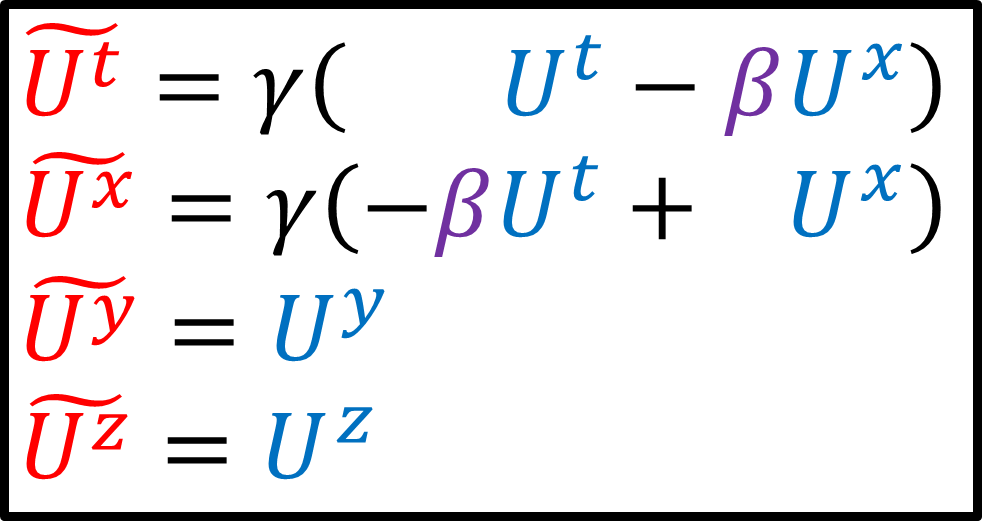 Ũᵗ = γ( Uᵗ − βUˣ)
Ũˣ = γ(−βUᵗ + Uˣ)
Ũʸ = Uʸ
Ũᶻ = Uᶻ